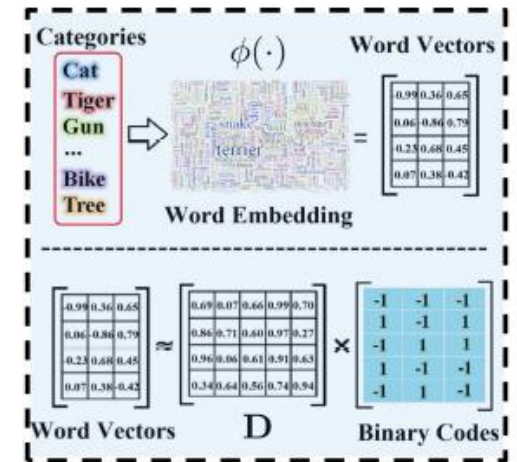 Categories
Cat
Tiger
Gun
...
Bike
Tree
ϕ(·)
snake
terrier
Word Embedding
=
Word Vectors
-0.99 0.36 0.65
0.06 -0.86 0.79
-0.23 0.68 0.45
0.07 0.38 -0.42
-0.99 0.36 0.65
0.06 -0.86 0.79
-0.23 0.68 0.45
0.07 0.38 -0.42
Word Vectors
≈
0.69 0.07 0.66 0.99 0.70
0.86 0.71 0.60 0.97 0.27
0.96 0.06 0.61 0.91 0.63
0.34 0.64 0.56 0.74 0.94
D
×
-1 -1 -1
1 -1 1
-1 1 1
1 -1 -1
-1 1 -1
Binary Codes